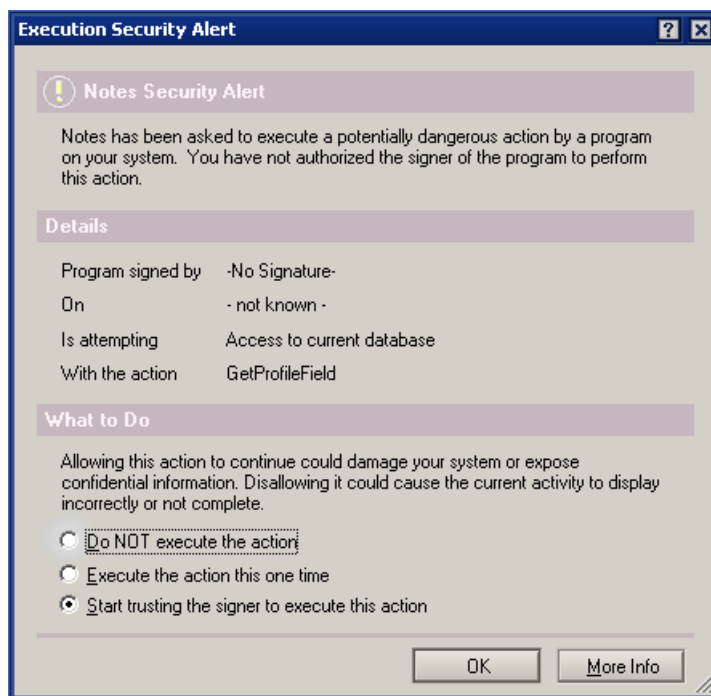 Execution Security Alert
Notes Security Alert
Notes has been asked to execute a potentially dangerous action by a program
on your system. You have not authorized the signer of the program to perform
this action.
Details
Program signed by -No Signature-
On - not known -
Is attempting Access to current database
With the action GetProfileField
What to Do
Allowing this action to continue could damage your system or expose
confidential information. Disallowing it could cause the current activity to display
incorrectly or not complete.
Do NOT execute the action
Execute the action this one time
Start trusting the signer to execute this action
OK More Info